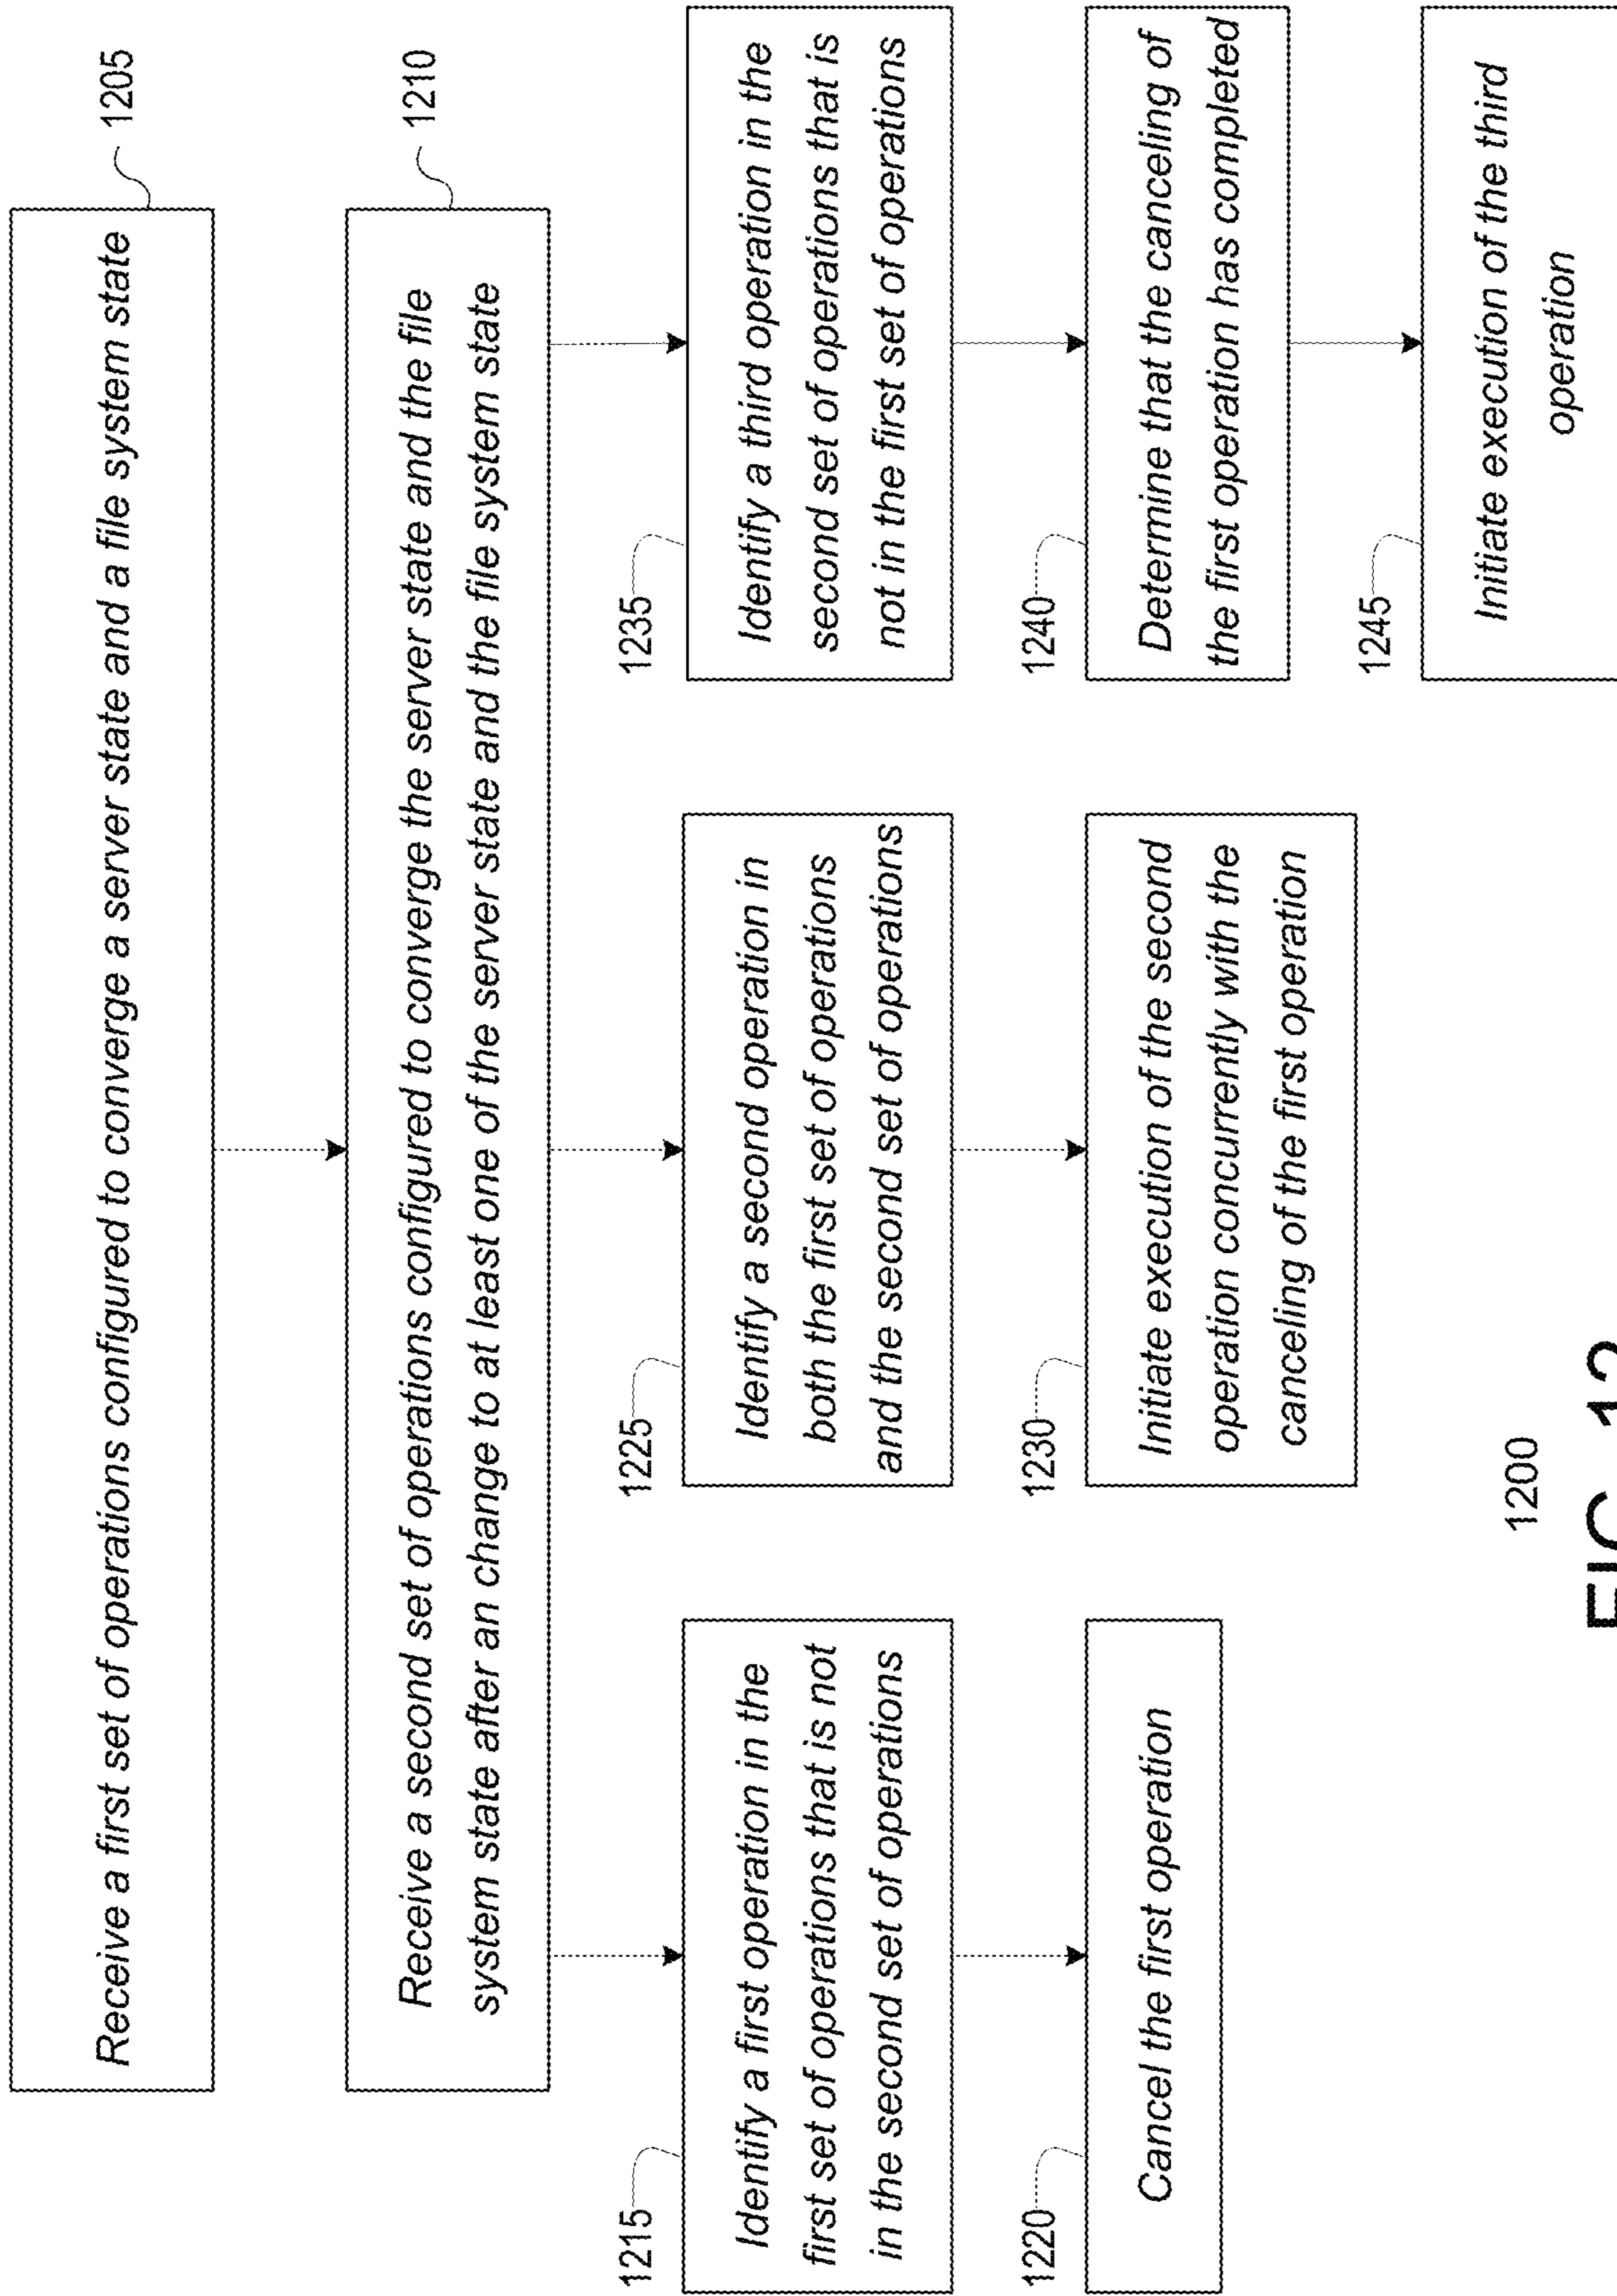 Receive a first set of operations configured to converge a server state and a file system state
1205
Receive a second set of operations configured to converge the server state and the file
system state after an change to at least one of the server state and the file system state
1210
1215
Identify a first operation in the
first set of operations that is not
in the second set of operations
1220
Cancel the first operation
1225
Identify a second operation in
both the first set of operations
and the second set of operations
1230
Initiate execution of the second
operation concurrently with the
canceling of the first operation
1235
Identify a third operation in the
second set of operations that is
not in the first set of operations
1240
Determine that the canceling of
the first operation has completed
1245
Initiate execution of the third
operation
1200
FIG. 12